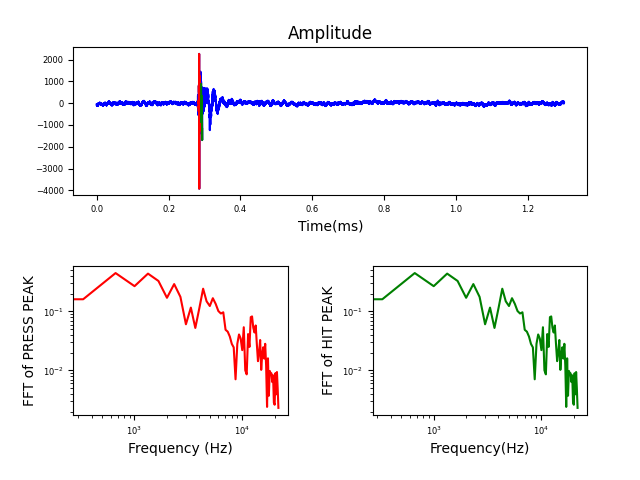 Amplitude
2000
1000
0
−1000
−2000
−3000
−4000
0.0 0.2 0.4 0.6 0.8 1.0 1.2
Time(ms)
FFT of PRESS PEAK
10⁻¹
10⁻²
10³ 10⁴
Frequency (Hz)
FFT of HIT PEAK
10⁻¹
10⁻²
10³ 10⁴
Frequency(Hz)